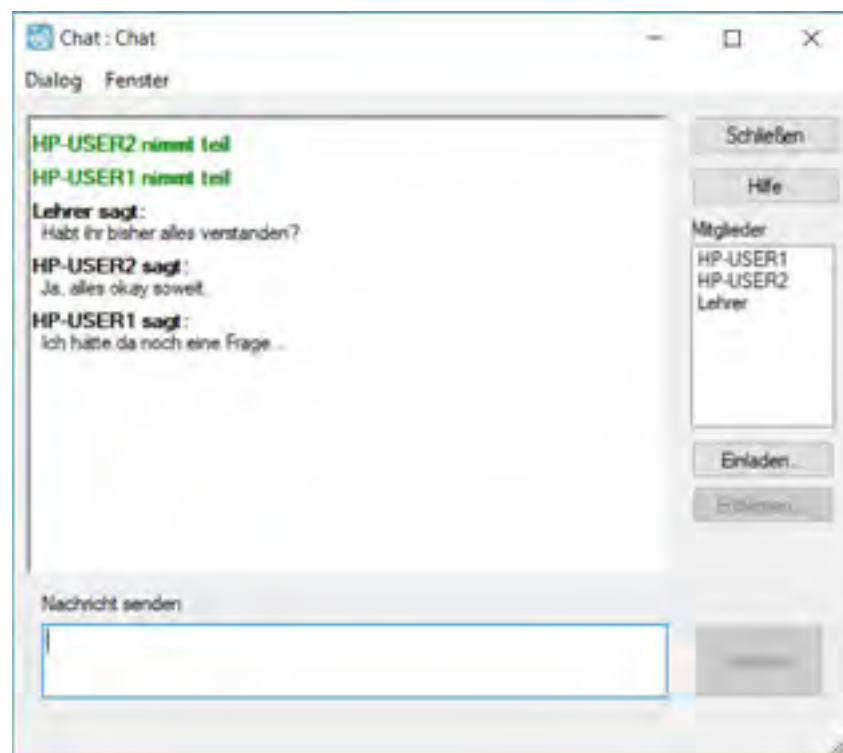 Chat : Chat
Dialog Fenster
HP-USER2 nimmt teil
HP-USER1 nimmt teil
Lehrer sagt:
Habt ihr bisher alles verstanden?
HP-USER2 sagt:
Ja, alles okay soweit.
HP-USER1 sagt:
Ich hätte da noch eine Frage...
Schließen
Hilfe
Mitglieder
HP-USER1
HP-USER2
Lehrer
Einladen...
Entfernen...
Nachricht senden